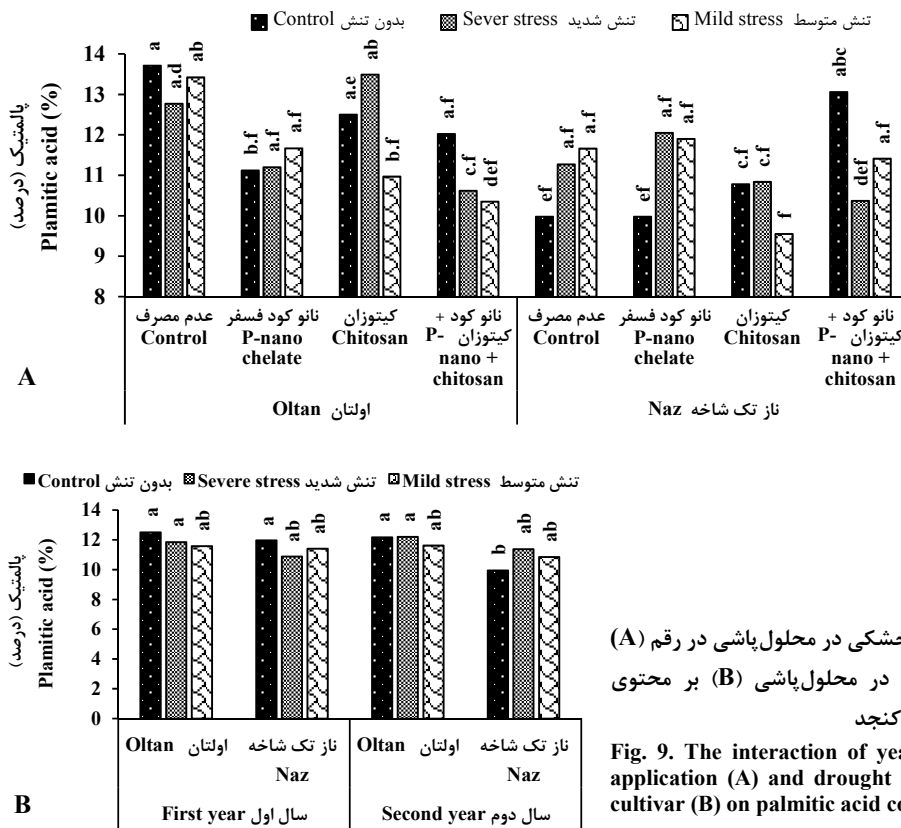 Control بدون تنش Sever stress تنش شدید Mild stress تنش متوسط
پالمتیک (درصد)
Plamitic acid (%)
14
13
12
11
10
9
8
a a.d ab
b.f a.f a.f
a.e ab b.f
a.f c.f def
ef a.f a.f
ef a.f a.f
c.f c.f f
abc def a.f
عدم مصرف
Control
نانو کود فسفر
P-nano
chelate
کیتوزان
Chitosan
نانو کود +
کیتوزان P-
nano +
chitosan
عدم مصرف
Control
نانو کود فسفر
P-nano
chelate
کیتوزان
Chitosan
نانو کود +
کیتوزان P-
nano +
chitosan
Oltan اولتان
Naz ناز تک شاخه
A
Control بدون تنش Severe stress تنش شدید Mild stress تنش متوسط
پالمتیک (درصد)
Plamitic acid (%)
14
12
10
8
6
4
2
0
a a ab
a ab ab
a a ab
b ab ab
Oltan اولتان
ناز تک شاخه
Naz
Oltan اولتان
ناز تک شاخه
Naz
First year سال اول
Second year سال دوم
B
خشکی در محلول‌پاشی در رقم (A)
در محلول‌پاشی (B) بر محتوی
کنجد
Fig. 9. The interaction of
application (A) and drought
cultivar (B) on palmitic acid